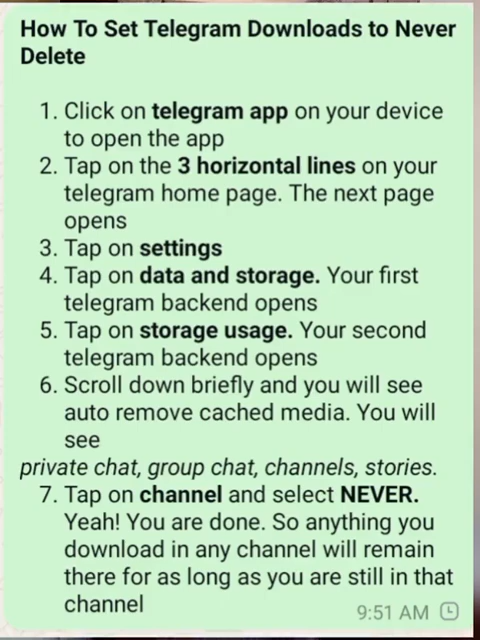 How To Set Telegram Downloads to Never
Delete
1. Click on telegram app on your device
to open the app
2. Tap on the 3 horizontal lines on your
telegram home page. The next page
opens
3. Tap on settings
4. Tap on data and storage. Your first
telegram backend opens
5. Tap on storage usage. Your second
telegram backend opens
6. Scroll down briefly and you will see
auto remove cached media. You will
see
private chat, group chat, channels, stories.
7. Tap on channel and select NEVER.
Yeah! You are done. So anything you
download in any channel will remain
there for as long as you are still in that
channel
9:51 AM